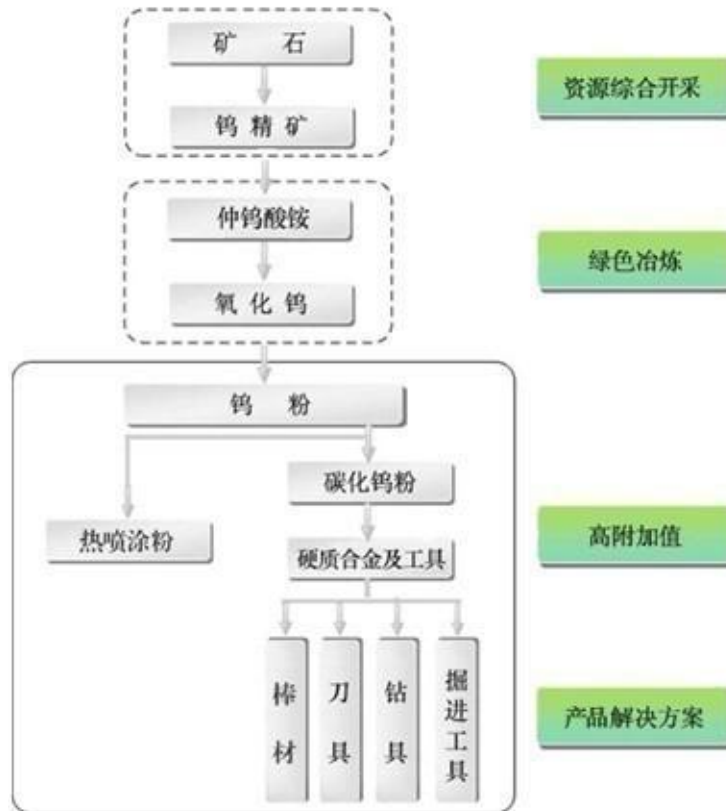 矿 石
资源综合开采
钨精矿
仲钨酸铵
绿色冶炼
氧化钨
钨 粉
碳化钨粉
热喷涂粉
高附加值
硬质合金及工具
棒材
刀具
钻具
掘进工具
产品解决方案